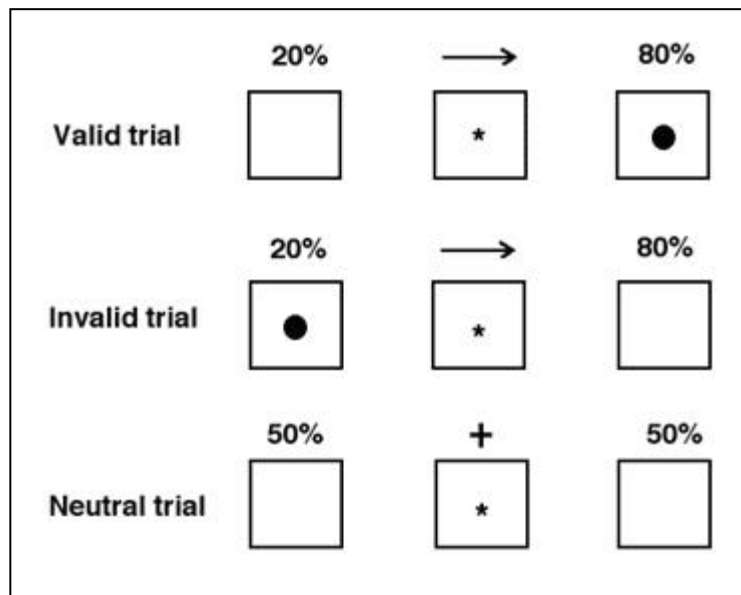 20% → 80%
Valid trial * 
20% → 80%
Invalid trial *
50% + 50%
Neutral trial *